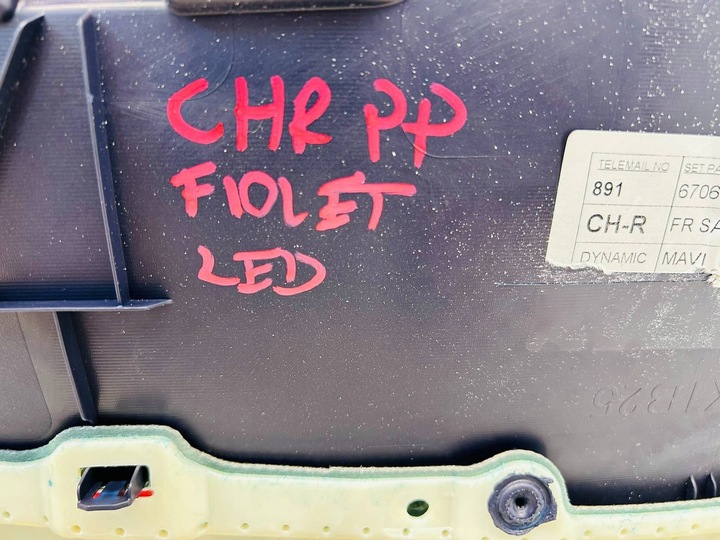 CHR PP
FIOLET
LED
TELEMAIL NO SET PA
891 6706
CH-R FR SA
DYNAMIC MAVI